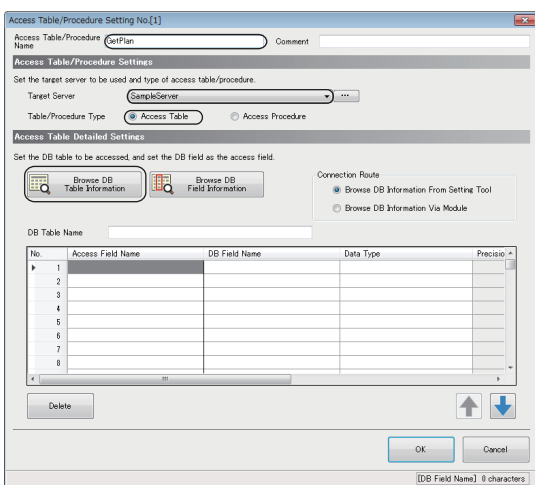 Access Table/Procedure Setting No.[1]
Access Table/Procedure Name GetPlan Comment
Access Table/Procedure Settings
Set the target server to be used and type of access table/procedure.
Target Server SampleServer ...
Table/Procedure Type Access Table Access Procedure
Access Table Detailed Settings
Set the DB table to be accessed, and set the DB field as the access field.
Browse DB Table Information
Browse DB Field Information
Connection Route
Browse DB Information From Setting Tool
Browse DB Information Via Module
DB Table Name
No. Access Field Name DB Field Name Data Type Precisio
1
2
3
4
5
6
7
8
Delete
OK Cancel
[DB Field Name] 0 characters